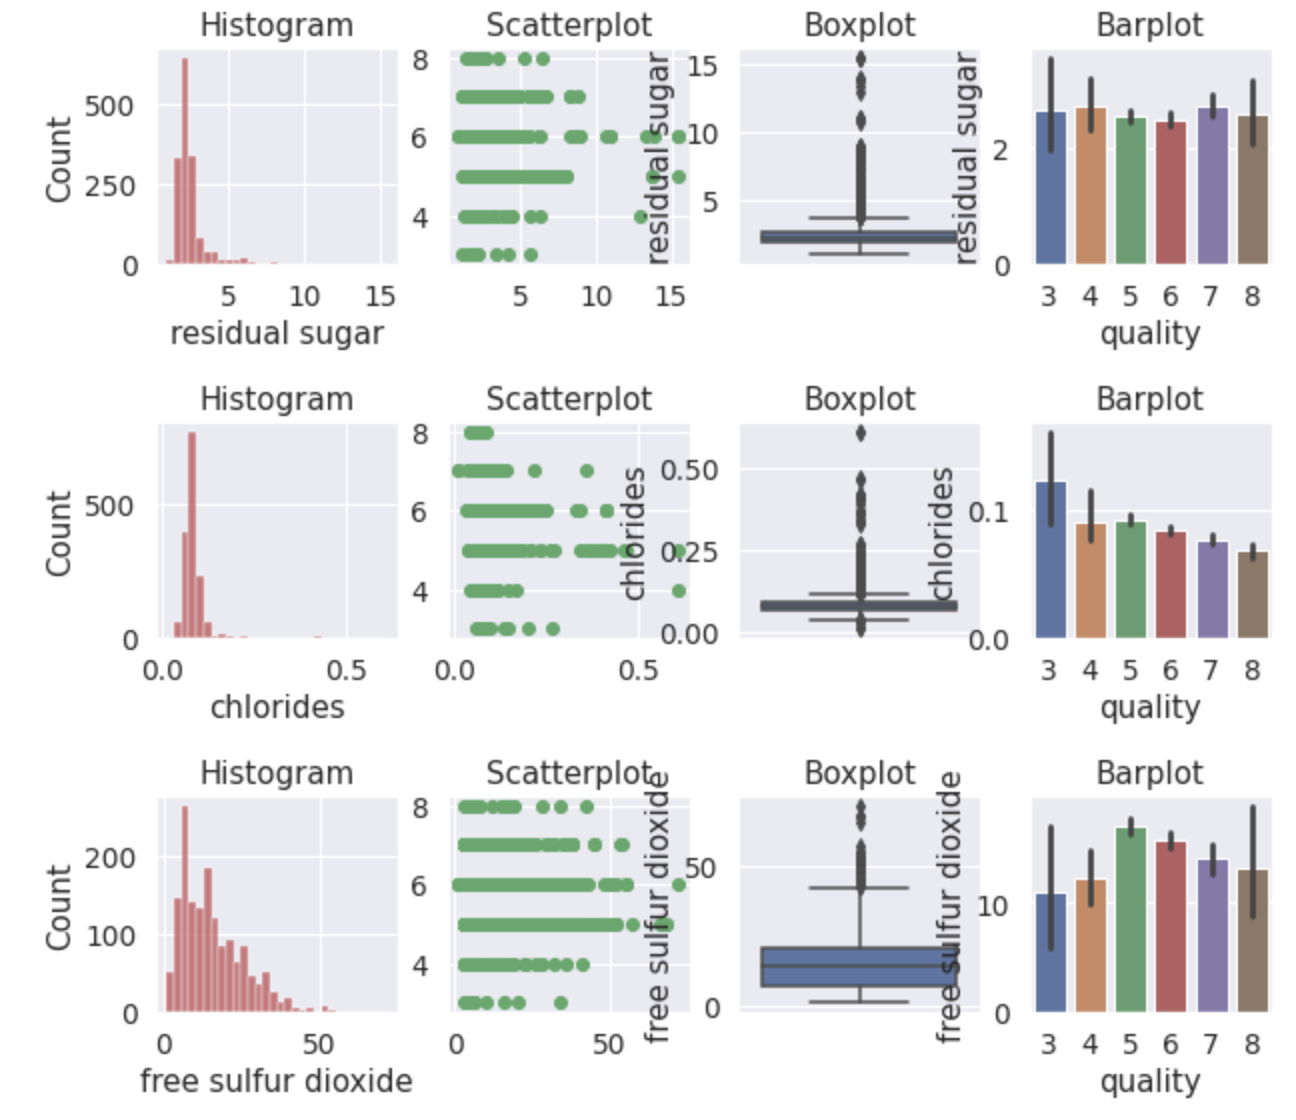 Histogram Scatterplot Boxplot Barplot
Count
500
250
0
5 10 15
residual sugar
8
6
4
5 10 15
residual sugar
15
10
5
residual sugar
2
0
3 4 5 6 7 8
quality
Histogram Scatterplot Boxplot Barplot
Count
500
0
0.0 0.5
chlorides
8
6
4
0.0 0.5
chlorides
0.50
0.25
0.00
chlorides
0.1
0.0
3 4 5 6 7 8
quality
Histogram Scatterplot Boxplot Barplot
Count
200
100
0
0 50
free sulfur dioxide
8
6
4
0 50
free sulfur dioxide
50
0
free sulfur dioxide
10
0
3 4 5 6 7 8
quality